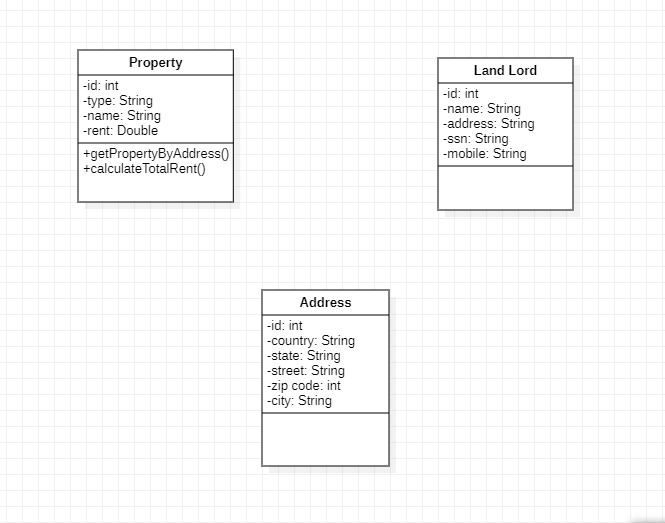 Property
-id: int
-type: String
-name: String
-rent: Double
+getPropertyByAddress()
+calculateTotalRent()
Land Lord
-id: int
-name: String
-address: String
-ssn: String
-mobile: String
Address
-id: int
-country: String
-state: String
-street: String
-zip code: int
-city: String